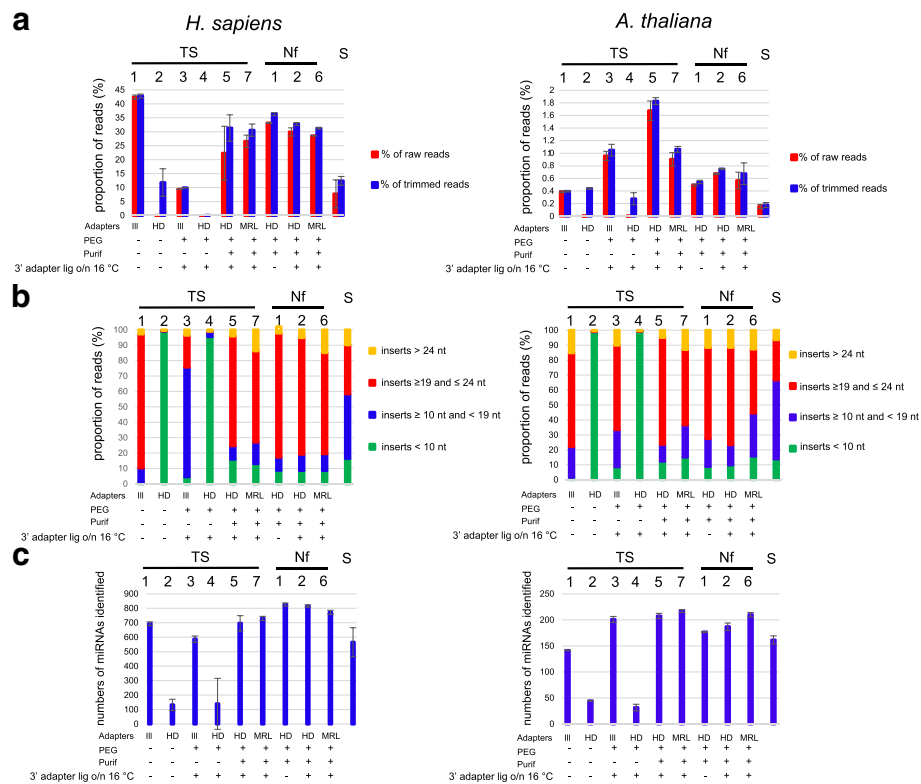 a
H. sapiens
A. thaliana
TS Nf S
1 2 3 4 5 7 1 2 6
proportion of reads (%)
45
40
35
30
25
20
15
10
5
0
% of raw reads
% of trimmed reads
Adapters III HD III HD HD MRL HD HD MRL
PEG - - + + + + + + +
Purif - - - - + + + + +
3' adapter lig o/n 16 °C - - + + + + - + +
TS Nf S
1 2 3 4 5 7 1 2 6
proportion of reads (%)
2
1.8
1.6
1.4
1.2
1
0.8
0.6
0.4
0.2
0
% of raw reads
% of trimmed reads
Adapters III HD III HD HD MRL HD HD MRL
PEG - - + + + + + + +
Purif - - - - + + + + +
3' adapter lig o/n 16 °C - - + + + + - + +
b
TS Nf S
1 2 3 4 5 7 1 2 6
proportion of reads (%)
100
90
80
70
60
50
40
30
20
10
0
inserts > 24 nt
inserts ≥19 and ≤ 24 nt
inserts ≥ 10 nt and < 19 nt
inserts < 10 nt
Adapters III HD III HD HD MRL HD HD MRL
PEG - - + + + + + + +
Purif - - - - + + + + +
3' adapter lig o/n 16 °C - - + + + + - + +
TS Nf S
1 2 3 4 5 7 1 2 6
proportion of reads (%)
100
90
80
70
60
50
40
30
20
10
0
inserts > 24 nt
inserts ≥19 and ≤ 24 nt
inserts ≥ 10 nt and < 19 nt
inserts < 10 nt
Adapters III HD III HD HD MRL HD HD MRL
PEG - - + + + + + + +
Purif - - - - + + + + +
3' adapter lig o/n 16 °C - - + + + + - + +
c
TS Nf S
1 2 3 4 5 7 1 2 6
numbers of miRNAs identified
900
800
700
600
500
400
300
200
100
0
Adapters III HD III HD HD MRL HD HD MRL
PEG - - + + + + + + +
Purif - - - - + + + + +
3' adapter lig o/n 16 °C - - + + + + - + +
TS Nf S
1 2 3 4 5 7 1 2 6
numbers of miRNAs identified
250
200
150
100
50
0
Adapters III HD III HD HD MRL HD HD MRL
PEG - - + + + + + + +
Purif - - - - + + + + +
3' adapter lig o/n 16 °C - - + + + + - + +